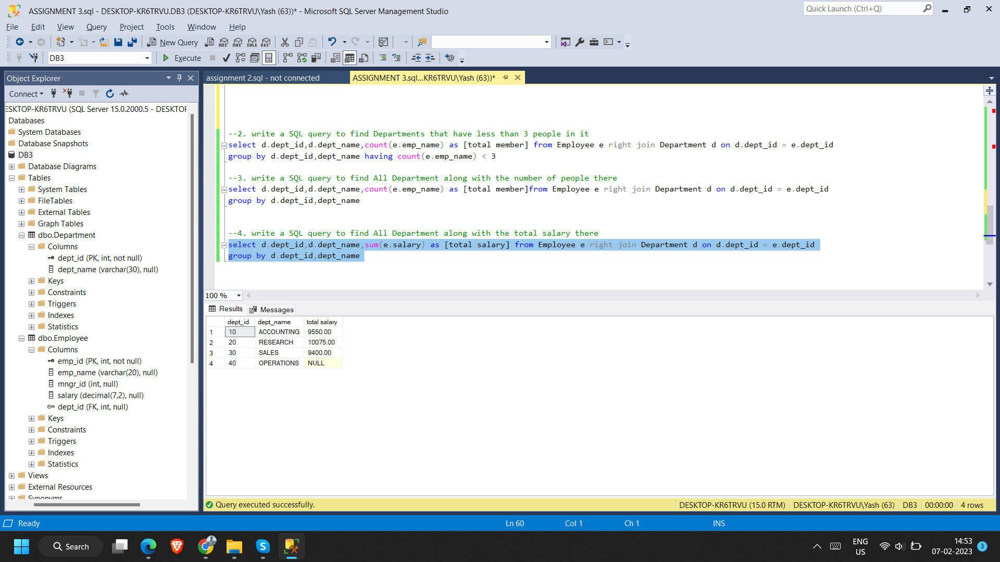 ASSIGNMENT 3.sql - DESKTOP-KR6TRVU.DB3 (DESKTOP-KR6TRVU\Yash (63))* - Microsoft SQL Server Management Studio
Quick Launch (Ctrl+Q)
File Edit View Query Project Tools Window Help
New Query MDX DMX XMLA DAX
DB3 Execute
Object Explorer
assignment 2.sql - not connected
ASSIGNMENT 3.sql...KR6TRVU\Yash (63))*
Connect
ESKTOP-KR6TRVU (SQL Server 15.0.2000.5 - DESKTOP
Databases
System Databases
Database Snapshots
DB3
Database Diagrams
Tables
System Tables
FileTables
External Tables
Graph Tables
dbo.Department
Columns
dept_id (PK, int, not null)
dept_name (varchar(30), null)
Keys
Constraints
Triggers
Indexes
Statistics
dbo.Employee
Columns
emp_id (PK, int, not null)
emp_name (varchar(20), null)
mngr_id (int, null)
salary (decimal(7,2), null)
dept_id (FK, int, null)
Keys
Constraints
Triggers
Indexes
Statistics
Views
External Resources
Synonyms
--2. write a SQL query to find Departments that have less than 3 people in it
select d.dept_id,d.dept_name,count(e.emp_name) as [total member] from Employee e right join Department d on d.dept_id = e.dept_id
group by d.dept_id,dept_name having count(e.emp_name) < 3
--3. write a SQL query to find All Department along with the number of people there
select d.dept_id,d.dept_name,count(e.emp_name) as [total member]from Employee e right join Department d on d.dept_id = e.dept_id
group by d.dept_id,dept_name
--4. write a SQL query to find All Department along with the total salary there
select d.dept_id,d.dept_name,sum(e.salary) as [total salary] from Employee e right join Department d on d.dept_id = e.dept_id
group by d.dept_id,dept_name
100 %
Results Messages
dept_id dept_name total salary
1 10 ACCOUNTING 9550.00
2 20 RESEARCH 10075.00
3 30 SALES 9400.00
4 40 OPERATIONS NULL
Query executed successfully. DESKTOP-KR6TRVU (15.0 RTM) DESKTOP-KR6TRVU\Yash (63) DB3 00:00:00 4 rows
Ready Ln 60 Col 1 Ch 1 INS
Search
ENG
US
14:53
07-02-2023
3